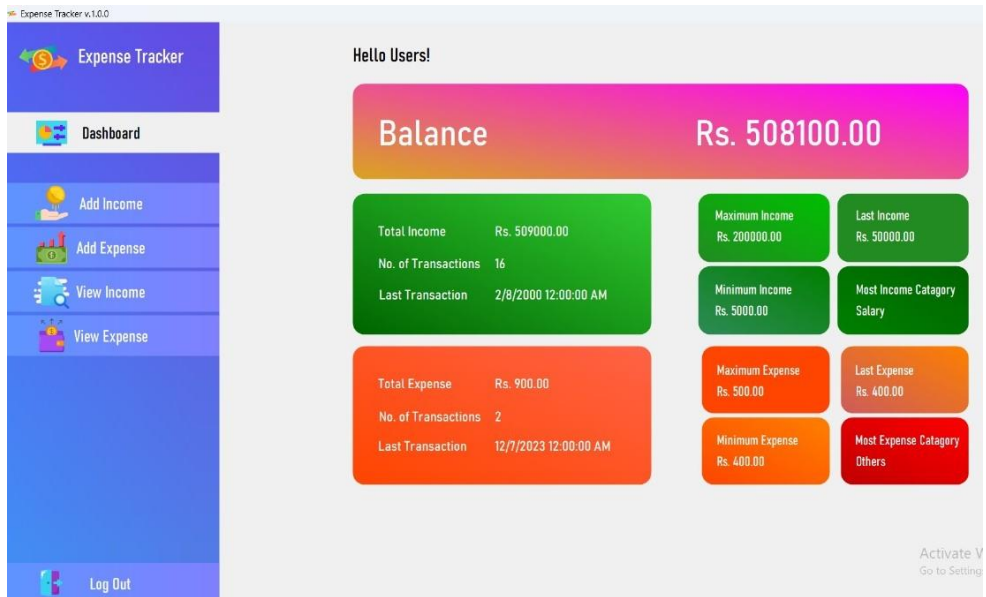 Expense Tracker v.1.0.0
Expense Tracker
Dashboard
Add Income
Add Expense
View Income
View Expense
Log Out
Hello Users!
Balance Rs. 508100.00
Total Income Rs. 509000.00
No. of Transactions 16
Last Transaction 2/8/2000 12:00:00 AM
Maximum Income
Rs. 200000.00
Last Income
Rs. 50000.00
Minimum Income
Rs. 5000.00
Most Income Catagory
Salary
Total Expense Rs. 900.00
No. of Transactions 2
Last Transaction 12/7/2023 12:00:00 AM
Maximum Expense
Rs. 500.00
Last Expense
Rs. 400.00
Minimum Expense
Rs. 400.00
Most Expense Catagory
Others
Activate
Go to Setting